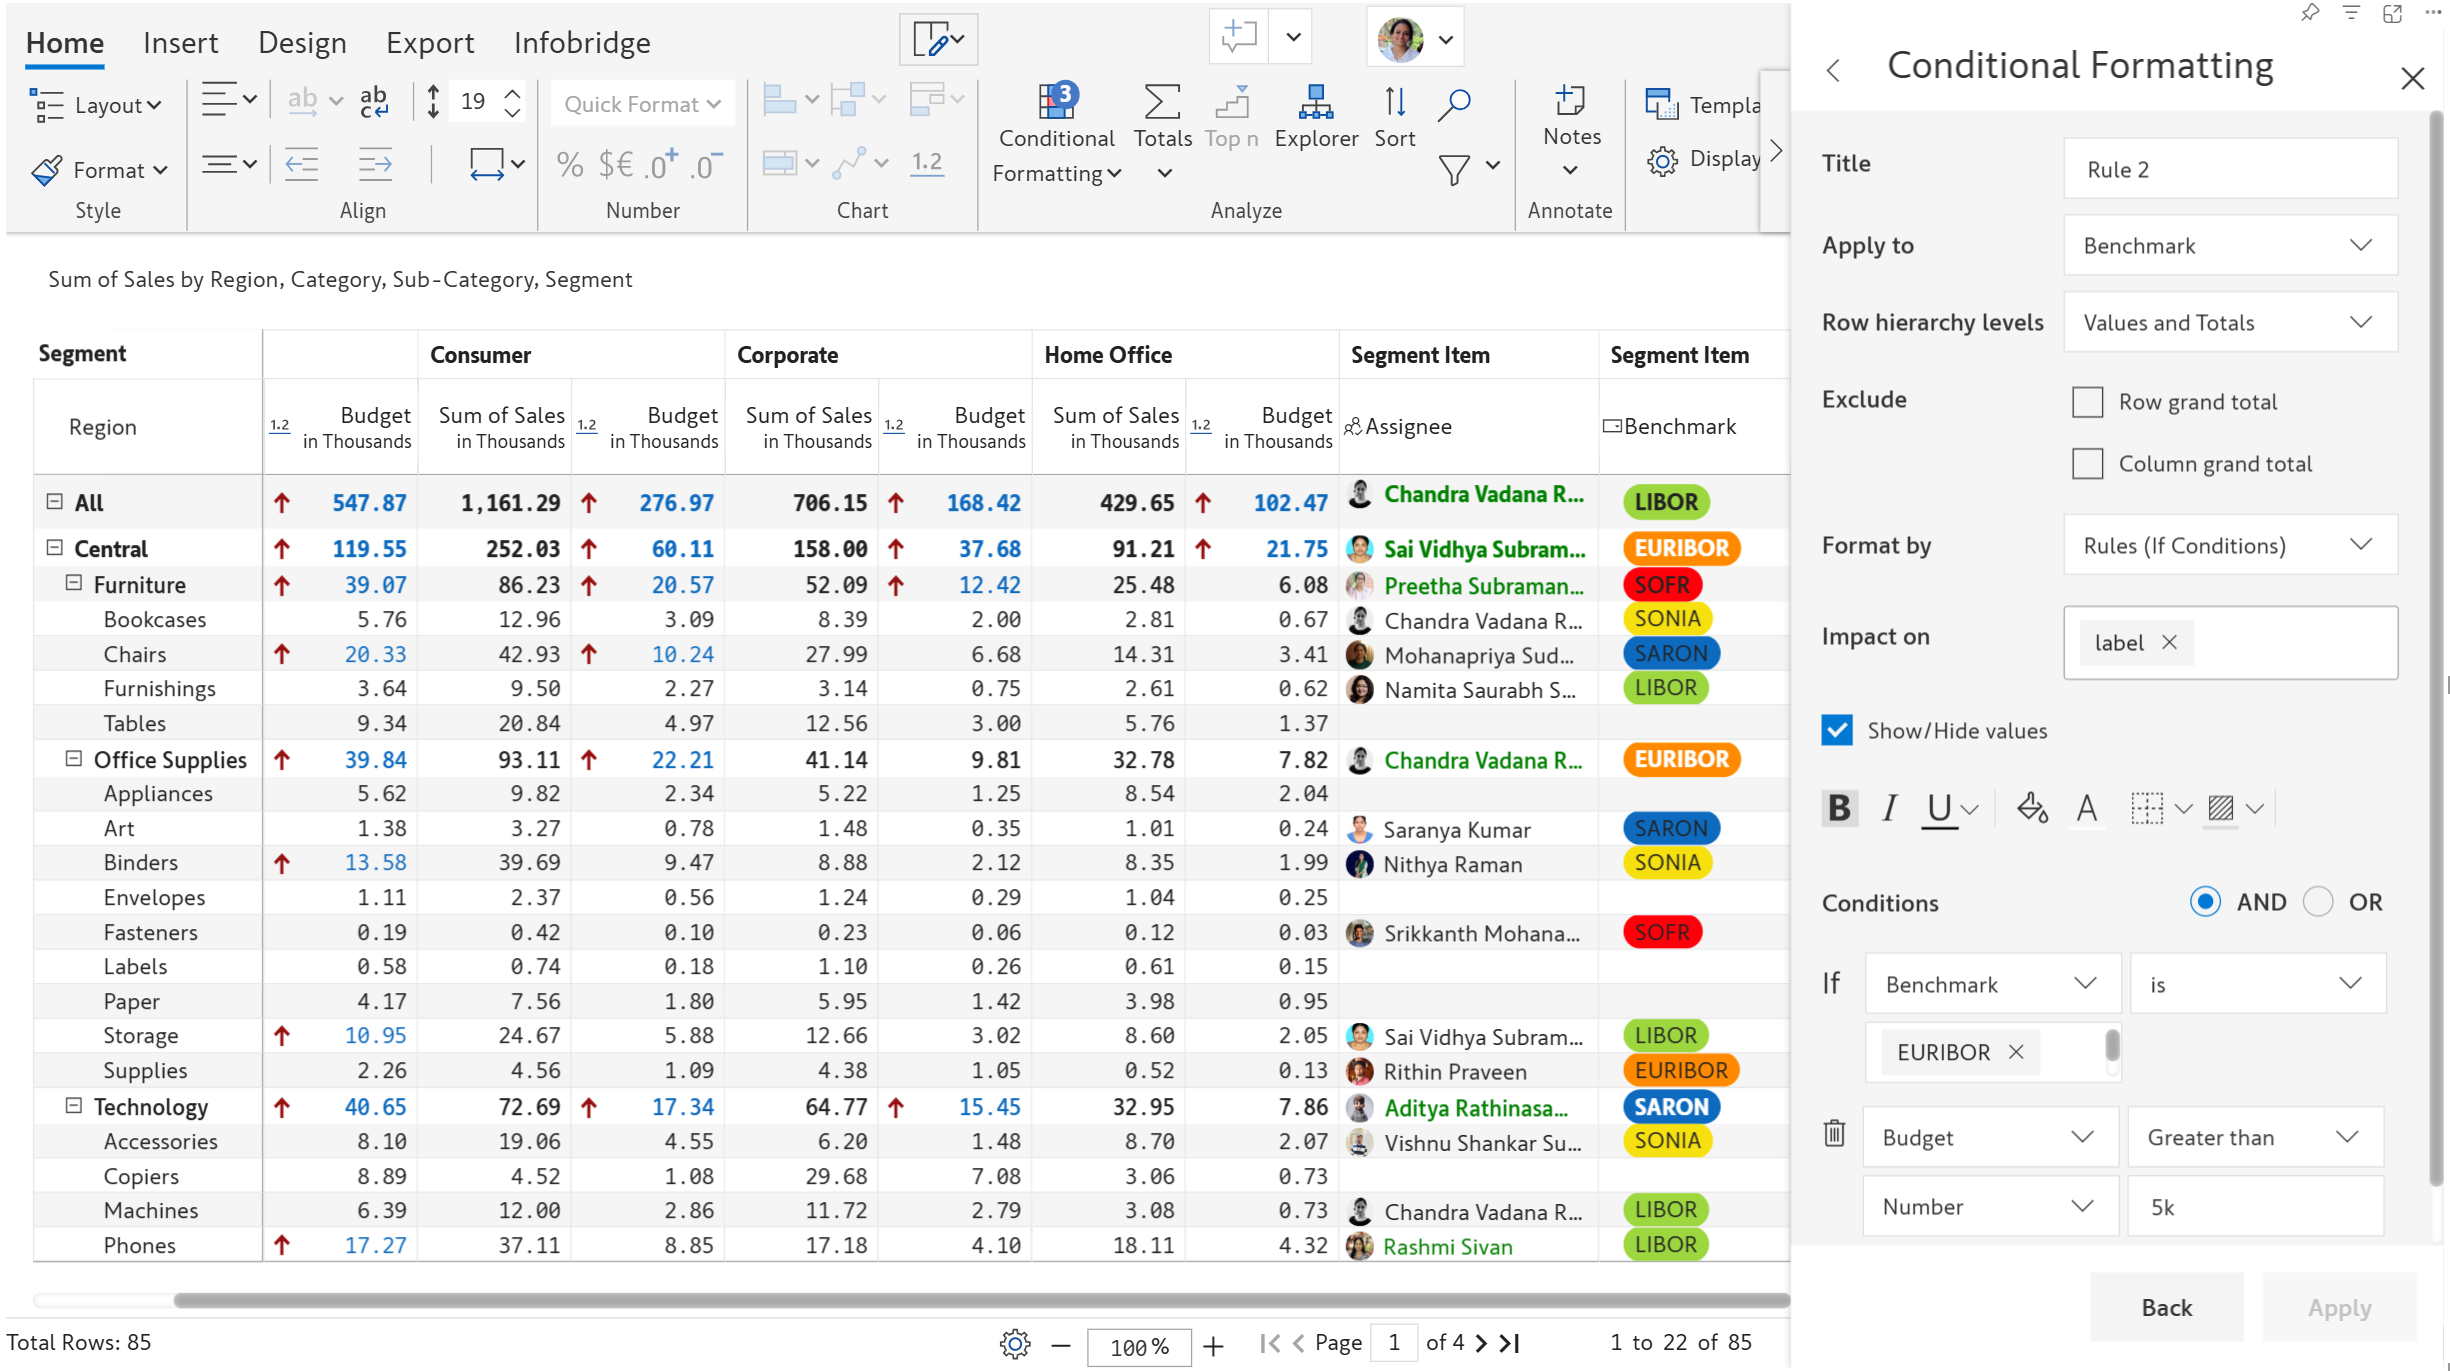 Home Insert Design Export Infobridge
Layout ab ab c 19 Quick Format 3 Conditional Formatting Totals Top n Explorer Sort Notes Templa
Format % $€ .0+ .0- 1.2 Display
Style Align Number Chart Analyze Annotate
Sum of Sales by Region, Category, Sub-Category, Segment
Segment Consumer Corporate Home Office Segment Item Segment Item
Region 1.2 Budget in Thousands Sum of Sales in Thousands 1.2 Budget in Thousands Sum of Sales in Thousands 1.2 Budget in Thousands Sum of Sales in Thousands 1.2 Budget in Thousands Assignee Benchmark
All 547.87 1,161.29 276.97 706.15 168.42 429.65 102.47 Chandra Vadana R... LIBOR
Central 119.55 252.03 60.11 158.00 37.68 91.21 21.75 Sai Vidhya Subram... EURIBOR
Furniture 39.07 86.23 20.57 52.09 12.42 25.48 6.08 Preetha Subraman... SOFR
Bookcases 5.76 12.96 3.09 8.39 2.00 2.81 0.67 Chandra Vadana R... SONIA
Chairs 20.33 42.93 10.24 27.99 6.68 14.31 3.41 Mohanapriya Sud... SARON
Furnishings 3.64 9.50 2.27 3.14 0.75 2.61 0.62 Namita Saurabh S... LIBOR
Tables 9.34 20.84 4.97 12.56 3.00 5.76 1.37
Office Supplies 39.84 93.11 22.21 41.14 9.81 32.78 7.82 Chandra Vadana R... EURIBOR
Appliances 5.62 9.82 2.34 5.22 1.25 8.54 2.04
Art 1.38 3.27 0.78 1.48 0.35 1.01 0.24 Saranya Kumar SARON
Binders 13.58 39.69 9.47 8.88 2.12 8.35 1.99 Nithya Raman SONIA
Envelopes 1.11 2.37 0.56 1.24 0.29 1.04 0.25
Fasteners 0.19 0.42 0.10 0.23 0.06 0.12 0.03 Srikkanth Mohana... SOFR
Labels 0.58 0.74 0.18 1.10 0.26 0.61 0.15
Paper 4.17 7.56 1.80 5.95 1.42 3.98 0.95
Storage 10.95 24.67 5.88 12.66 3.02 8.60 2.05 Sai Vidhya Subram... LIBOR
Supplies 2.26 4.56 1.09 4.38 1.05 0.52 0.13 Rithin Praveen EURIBOR
Technology 40.65 72.69 17.34 64.77 15.45 32.95 7.86 Aditya Rathinasa... SARON
Accessories 8.10 19.06 4.55 6.20 1.48 8.70 2.07 Vishnu Shankar Su... SONIA
Copiers 8.89 4.52 1.08 29.68 7.08 3.06 0.73
Machines 6.39 12.00 2.86 11.72 2.79 3.08 0.73 Chandra Vadana R... LIBOR
Phones 17.27 37.11 8.85 17.18 4.10 18.11 4.32 Rashmi Sivan LIBOR
Total Rows: 85 100% Page 1 of 4 1 to 22 of 85
Conditional Formatting
Title Rule 2
Apply to Benchmark
Row hierarchy levels Values and Totals
Exclude Row grand total
Column grand total
Format by Rules (If Conditions)
Impact on label
Show/Hide values
B I U A
Conditions AND OR
If Benchmark is
EURIBOR
Budget Greater than
Number 5k
Back Apply